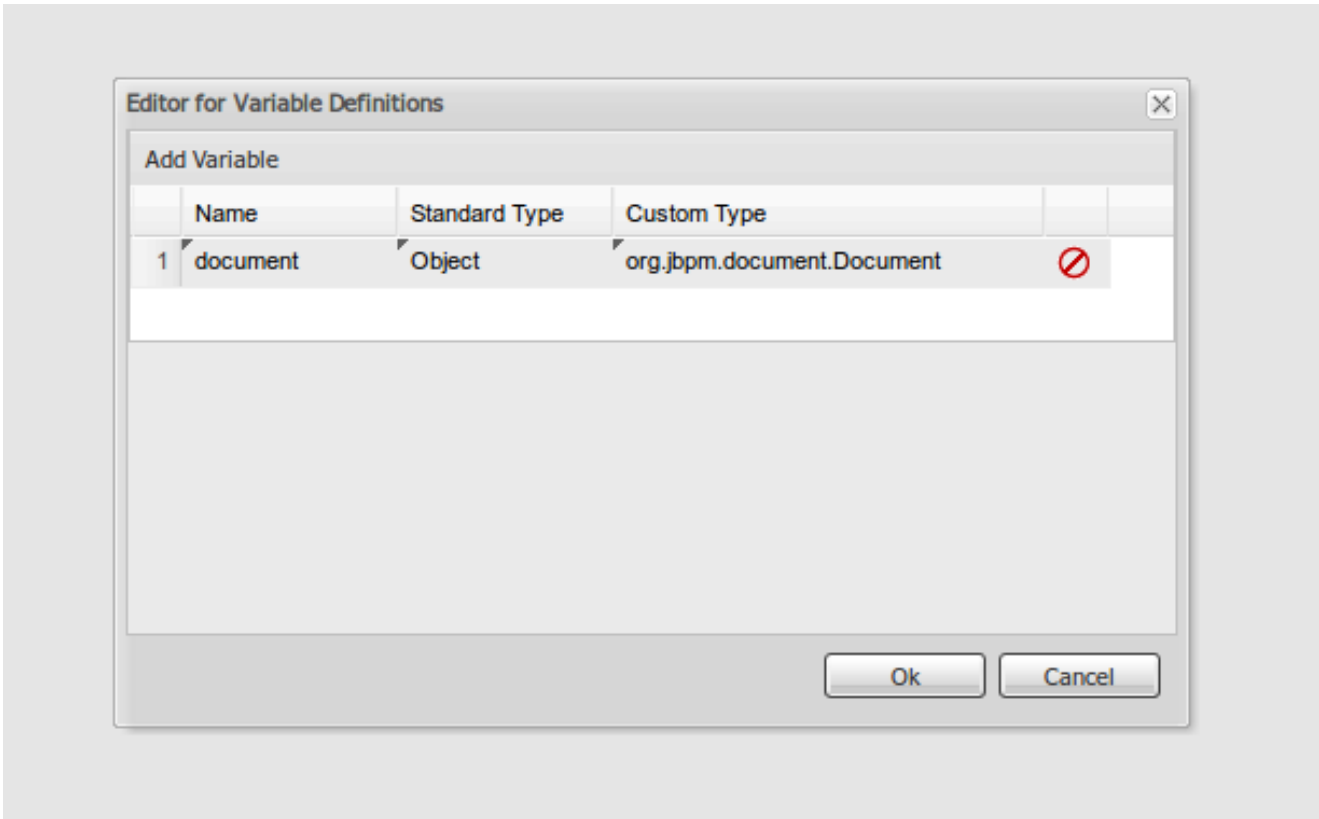 Editor for Variable Definitions
Add Variable
Name Standard Type Custom Type
1 document Object org.jbpm.document.Document
Ok Cancel